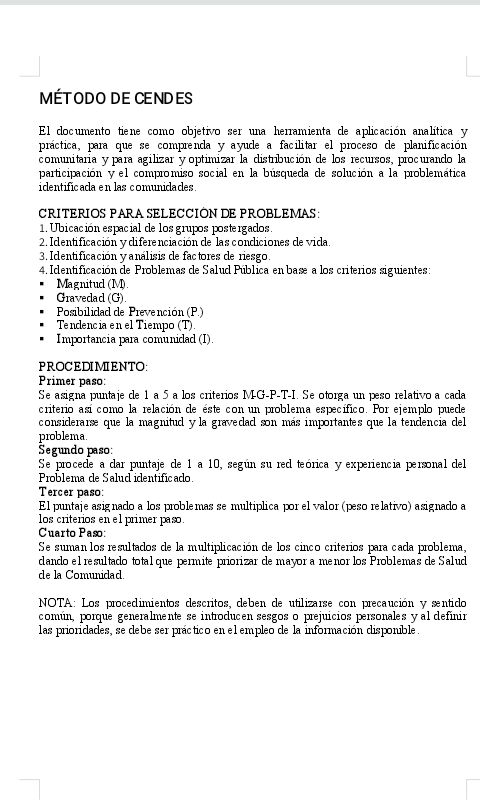 MÉTODO DE CENDES
El documento tiene como objetivo ser una herramienta de aplicación analítica y
práctica, para que se comprenda y ayude a facilitar el proceso de planificación
comunitaria y para agilizar y optimizar la distribución de los recursos, procurando la
participación y el compromiso social en la búsqueda de solución a la problemática
identificada en las comunidades.
CRITERIOS PARA SELECCIÓN DE PROBLEMAS:
1. Ubicación espacial de los grupos postergados.
2. Identificación y diferenciación de las condiciones de vida.
3. Identificación y análisis de factores de riesgo.
4. Identificación de Problemas de Salud Pública en base a los criterios siguientes:
▪ Magnitud (M).
▪ Gravedad (G).
▪ Posibilidad de Prevención (P.)
▪ Tendencia en el Tiempo (T).
▪ Importancia para comunidad (I).
PROCEDIMIENTO:
Primer paso:
Se asigna puntaje de 1 a 5 a los criterios M-G-P-T-I. Se otorga un peso relativo a cada
criterio así como la relación de éste con un problema específico. Por ejemplo puede
considerarse que la magnitud y la gravedad son más importantes que la tendencia del
problema.
Segundo paso:
Se procede a dar puntaje de 1 a 10, según su red teórica y experiencia personal del
Problema de Salud identificado.
Tercer paso:
El puntaje asignado a los problemas se multiplica por el valor (peso relativo) asignado a
los criterios en el primer paso.
Cuarto Paso:
Se suman los resultados de la multiplicación de los cinco criterios para cada problema,
dando el resultado total que permite priorizar de mayor a menor los Problemas de Salud
de la Comunidad.
NOTA: Los procedimientos descritos, deben de utilizarse con precaución y sentido
común, porque generalmente se introducen sesgos o prejuicios personales y al definir
las prioridades, se debe ser práctico en el empleo de la información disponible.